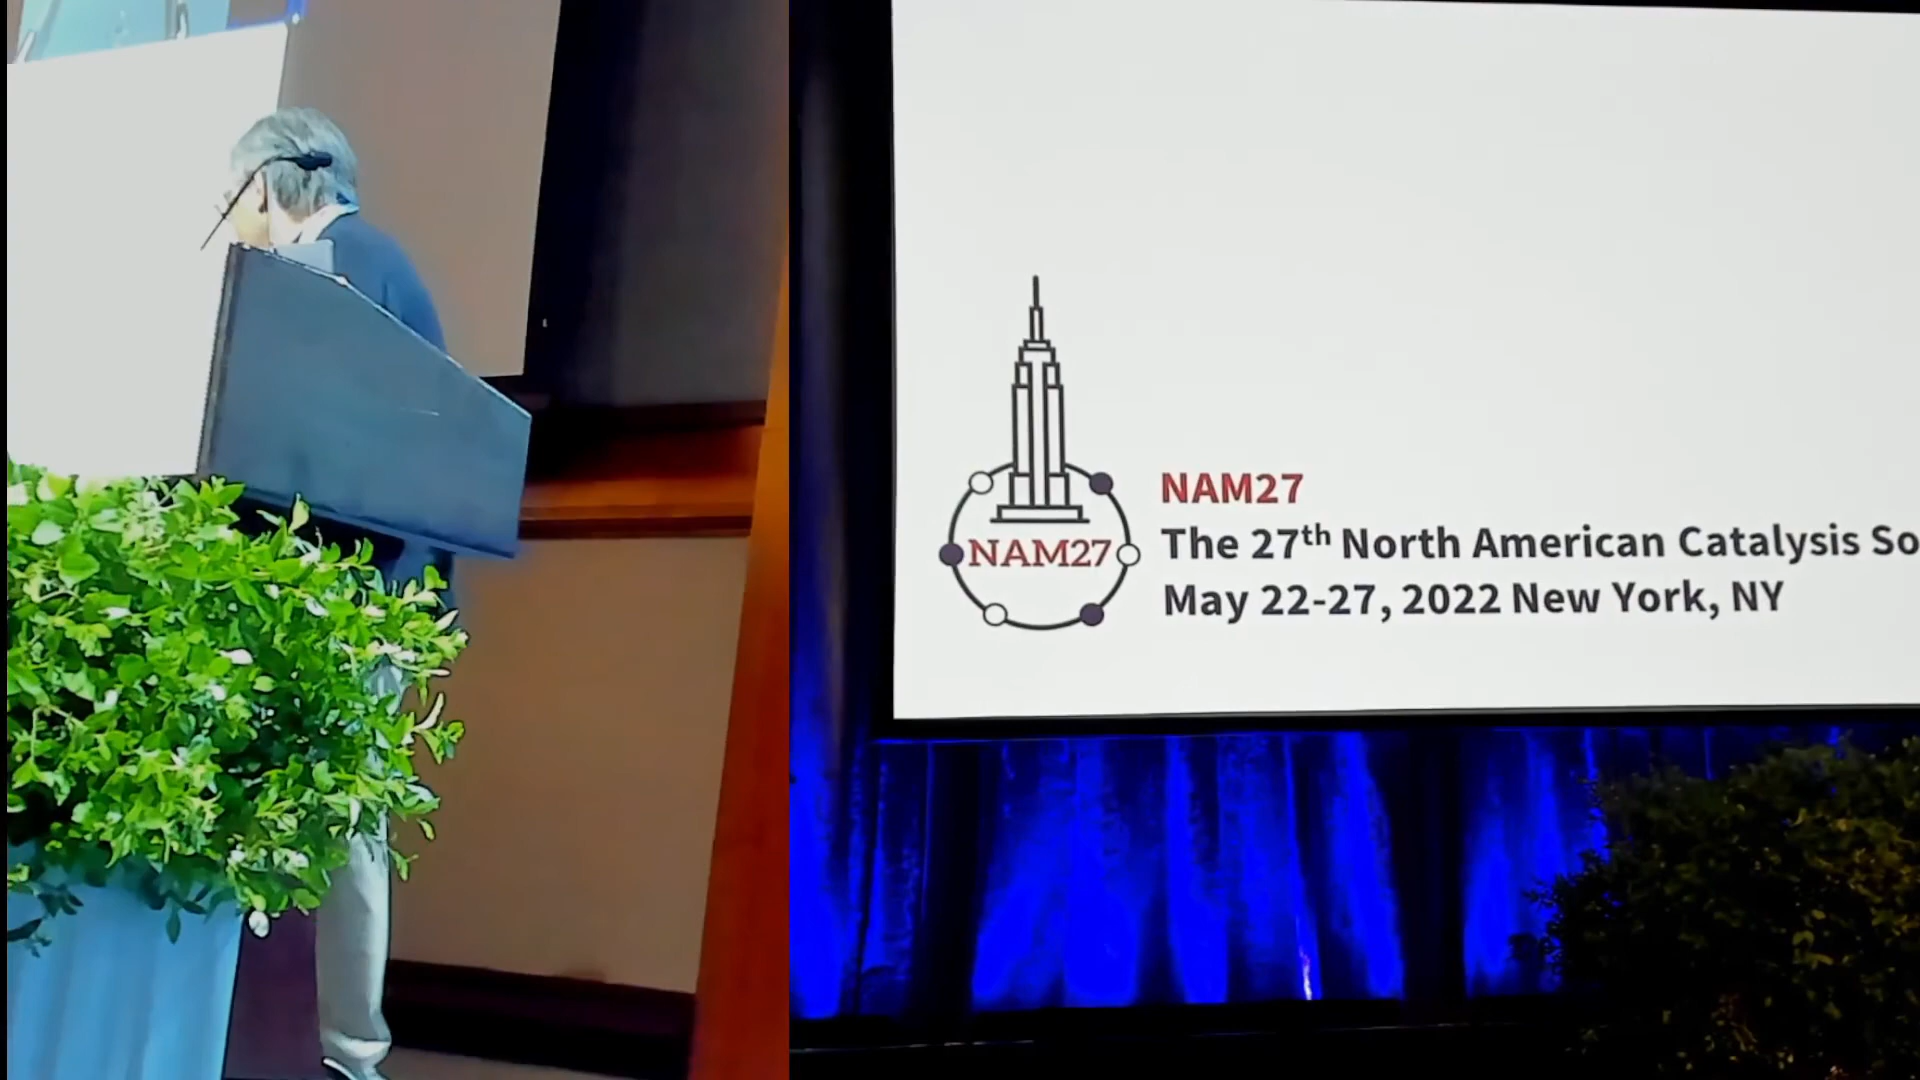 NAM27
NAM27
The 27th North American Catalysis So
May 22-27, 2022 New York, NY